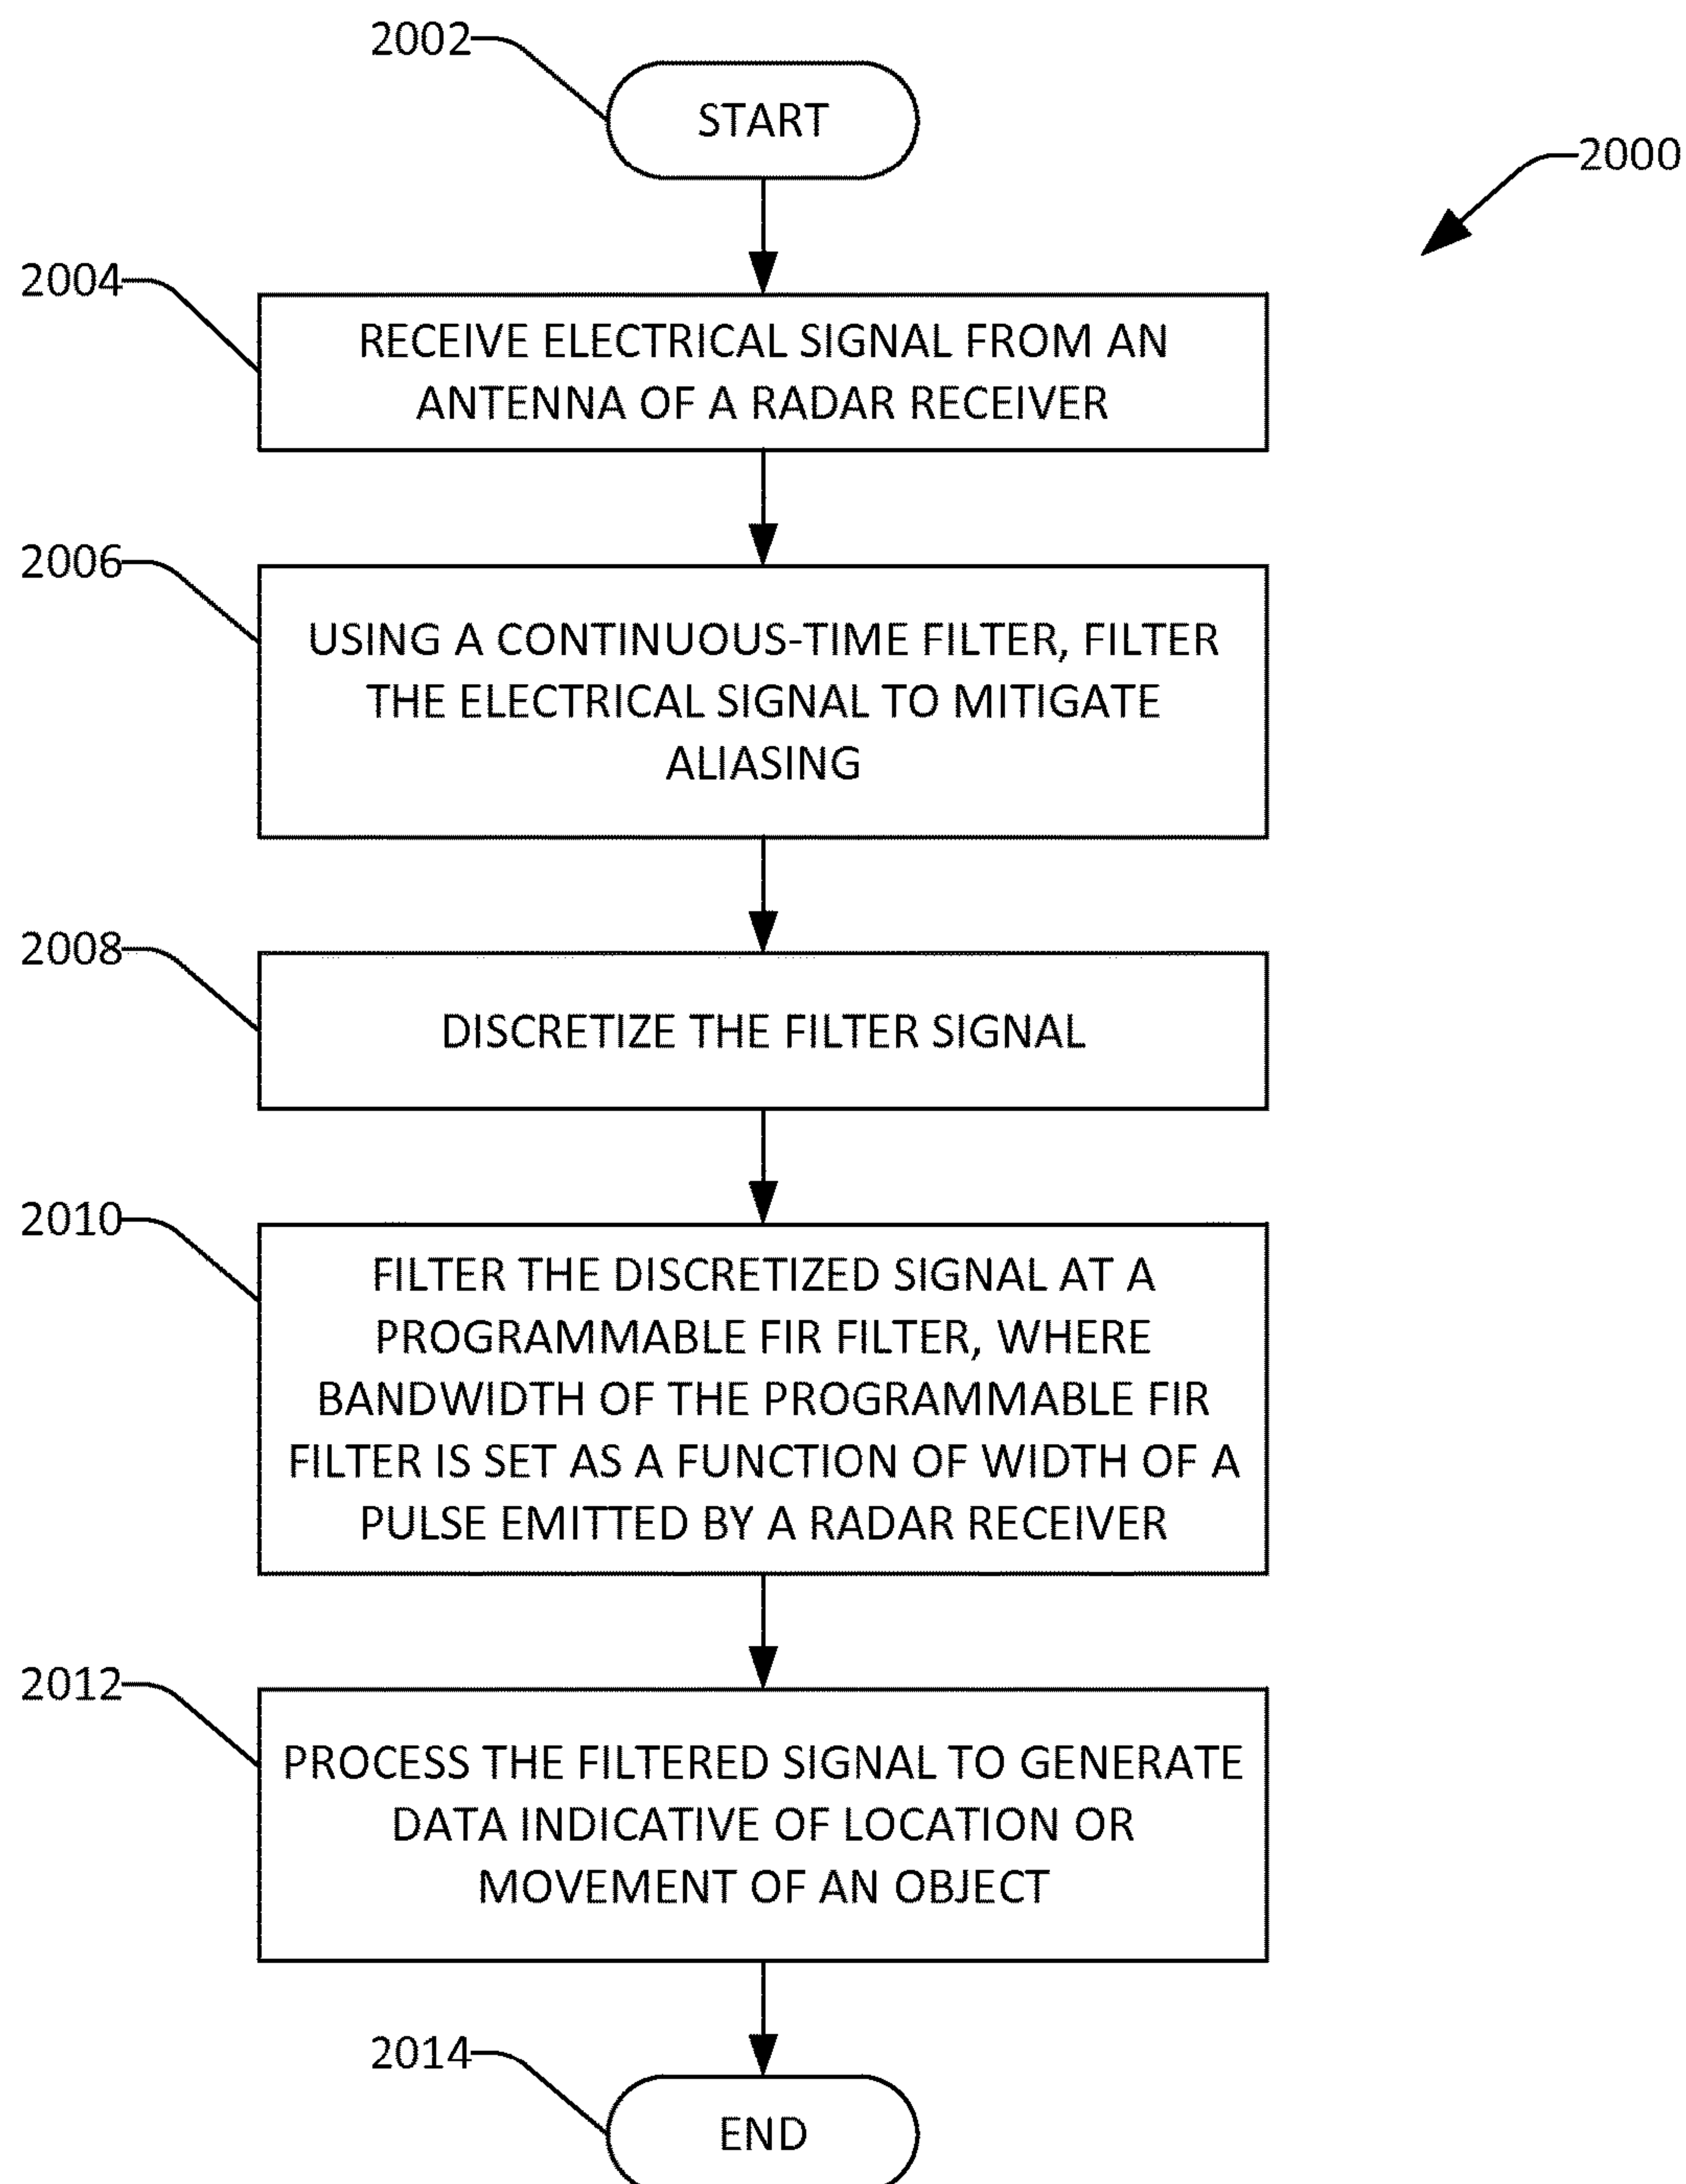 2002
START
2000
2004
RECEIVE ELECTRICAL SIGNAL FROM AN
ANTENNA OF A RADAR RECEIVER
2006
USING A CONTINUOUS-TIME FILTER, FILTER
THE ELECTRICAL SIGNAL TO MITIGATE
ALIASING
2008
DISCRETIZE THE FILTER SIGNAL
2010
FILTER THE DISCRETIZED SIGNAL AT A
PROGRAMMABLE FIR FILTER, WHERE
BANDWIDTH OF THE PROGRAMMABLE FIR
FILTER IS SET AS A FUNCTION OF WIDTH OF A
PULSE EMITTED BY A RADAR RECEIVER
2012
PROCESS THE FILTERED SIGNAL TO GENERATE
DATA INDICATIVE OF LOCATION OR
MOVEMENT OF AN OBJECT
2014
END